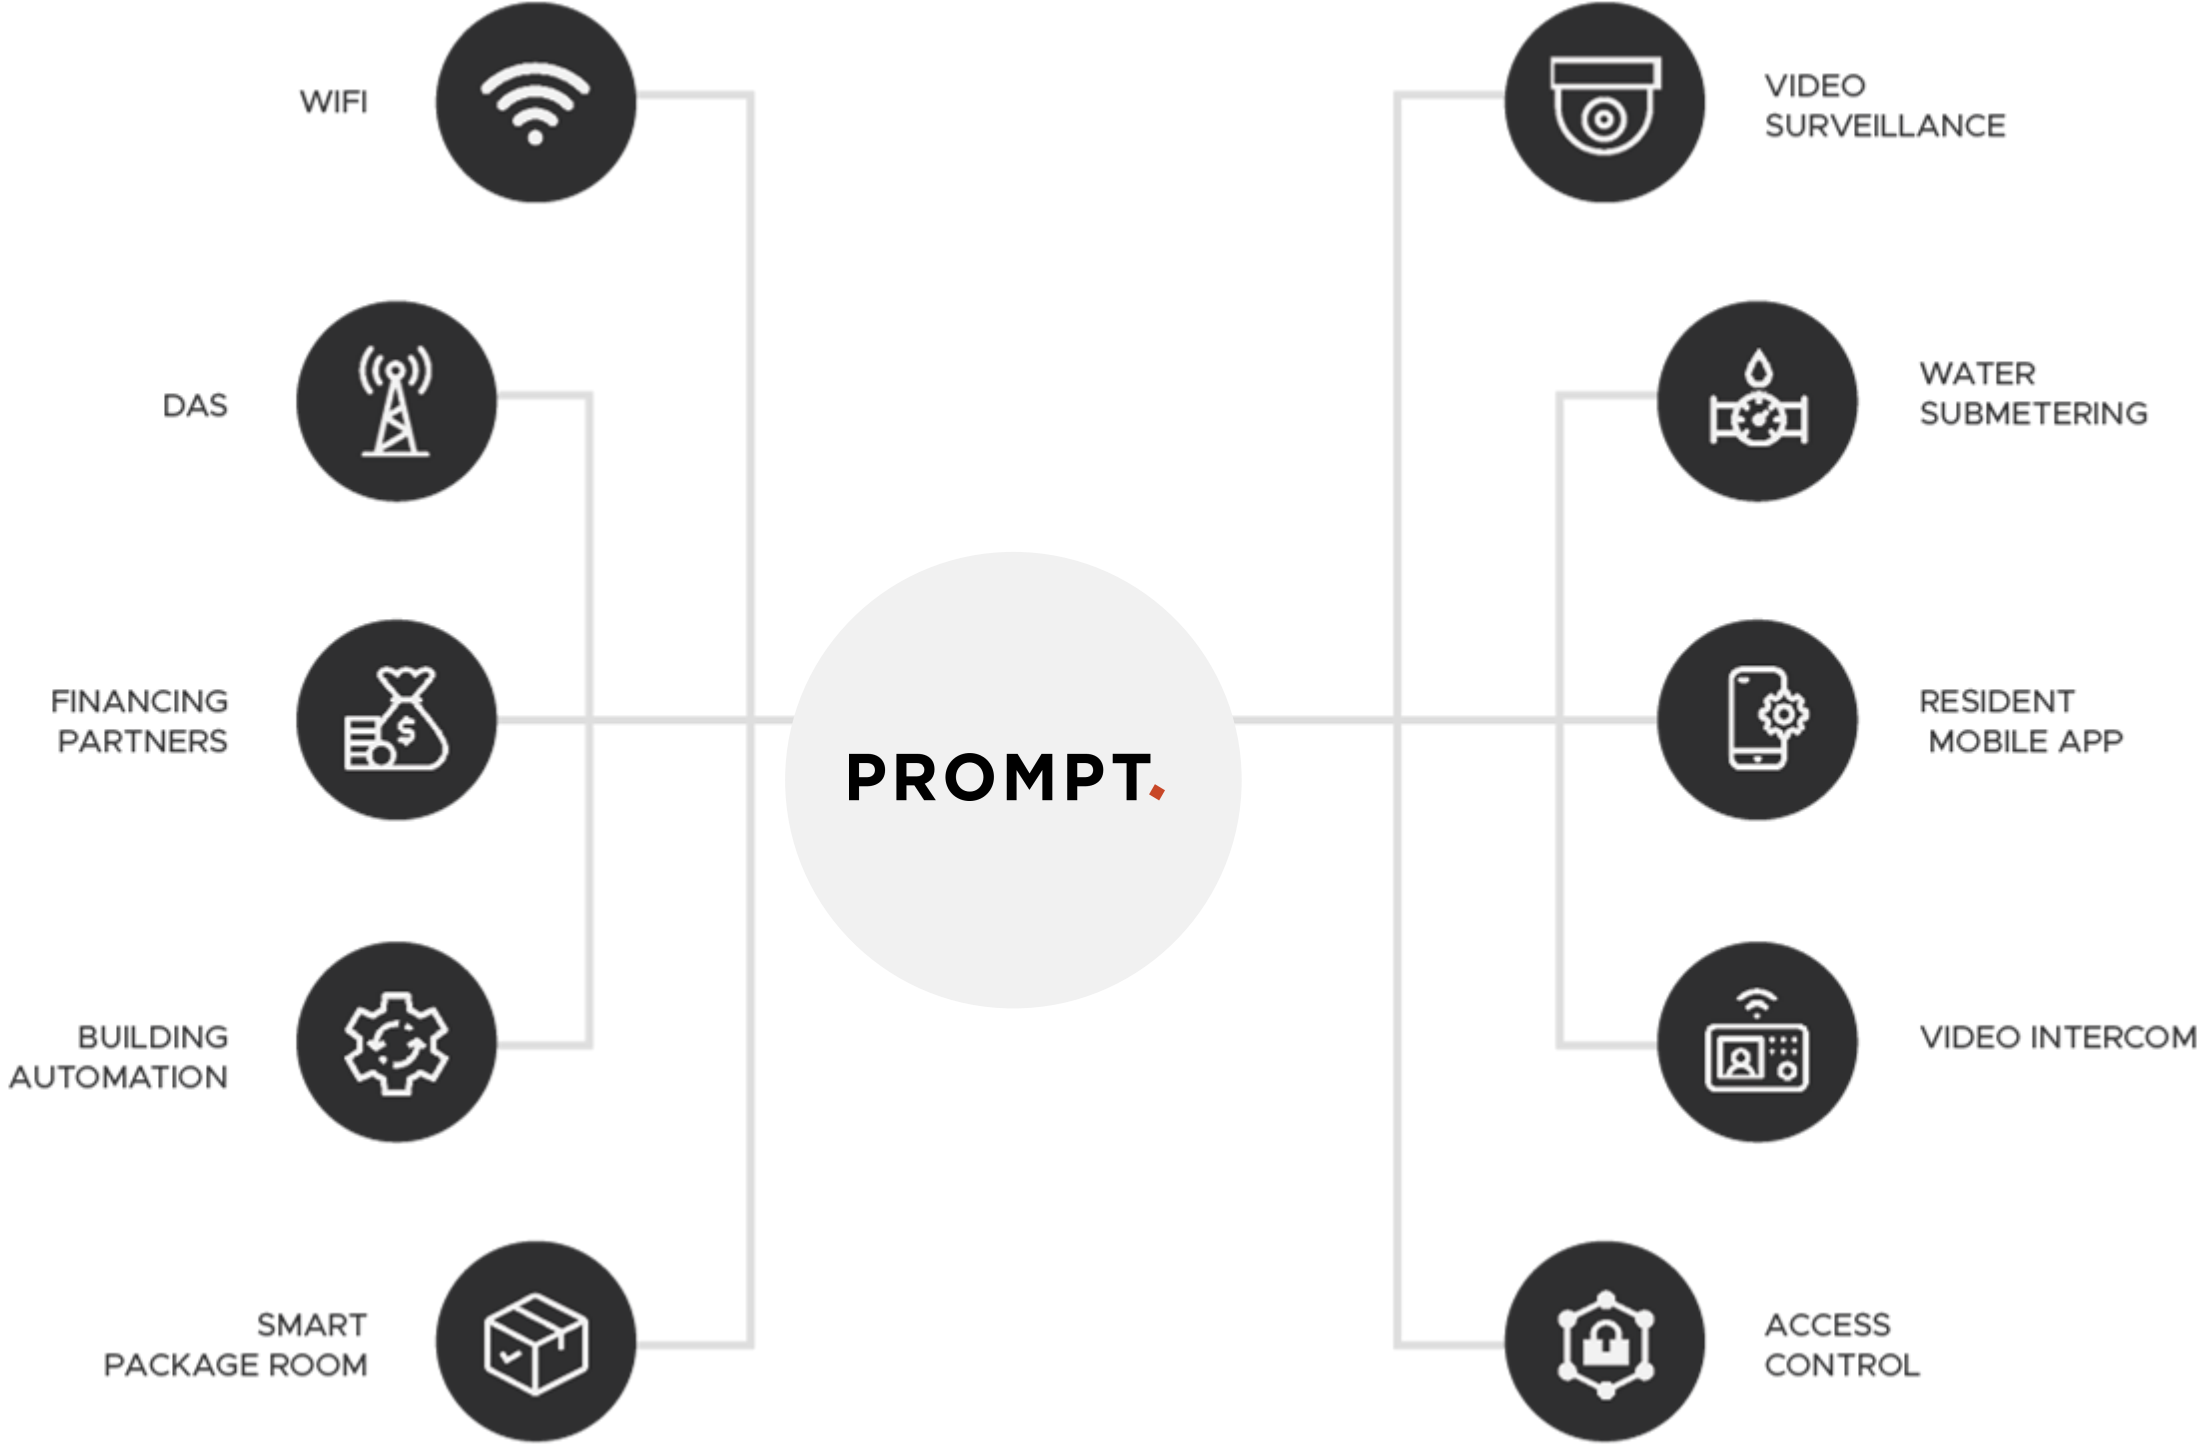 WIFI
DAS
FINANCING
PARTNERS
$
BUILDING
AUTOMATION
SMART
PACKAGE ROOM
PROMPT.
VIDEO
SURVEILLANCE
WATER
SUBMETERING
RESIDENT
MOBILE APP
VIDEO INTERCOM
ACCESS
CONTROL